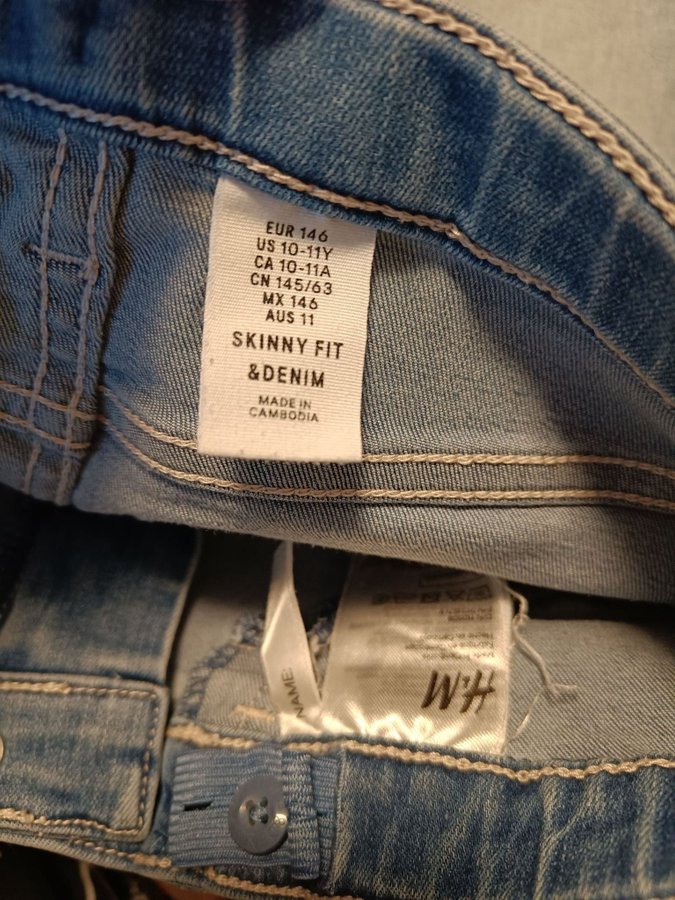 EUR 146
US 10-11Y
CA 10-11A
CN 145/63
MX 146
AUS 11
SKINNY FIT
&DENIM
MADE IN
CAMBODIA
NAME:
H&M